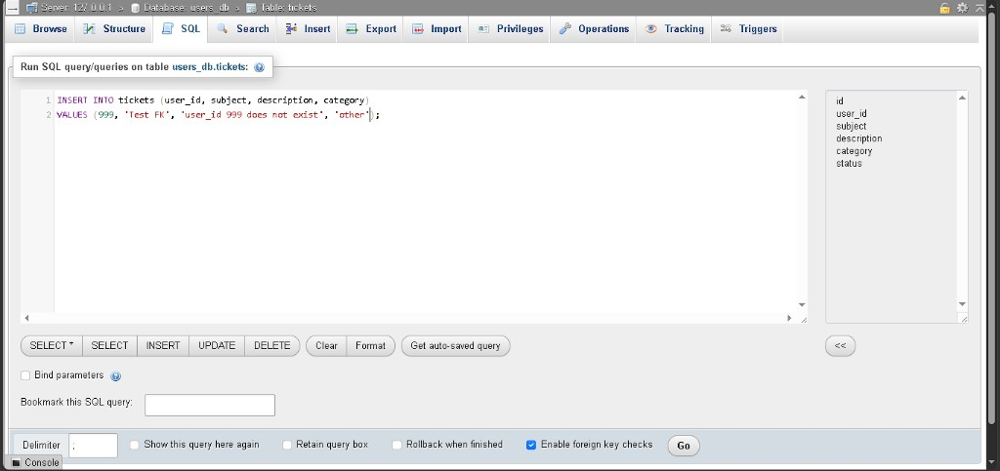 Server: 127.0.0.1 » Database: users_db » Table: tickets
Browse Structure SQL Search Insert Export Import Privileges Operations Tracking Triggers
Run SQL query/queries on table users_db.tickets:
1 INSERT INTO tickets (user_id, subject, description, category)
2 VALUES (999, 'Test FK', 'user_id 999 does not exist', 'other');
id
user_id
subject
description
category
status
SELECT * SELECT INSERT UPDATE DELETE Clear Format Get auto-saved query <<
Bind parameters
Bookmark this SQL query:
Delimiter ; Show this query here again Retain query box Rollback when finished Enable foreign key checks Go
Console